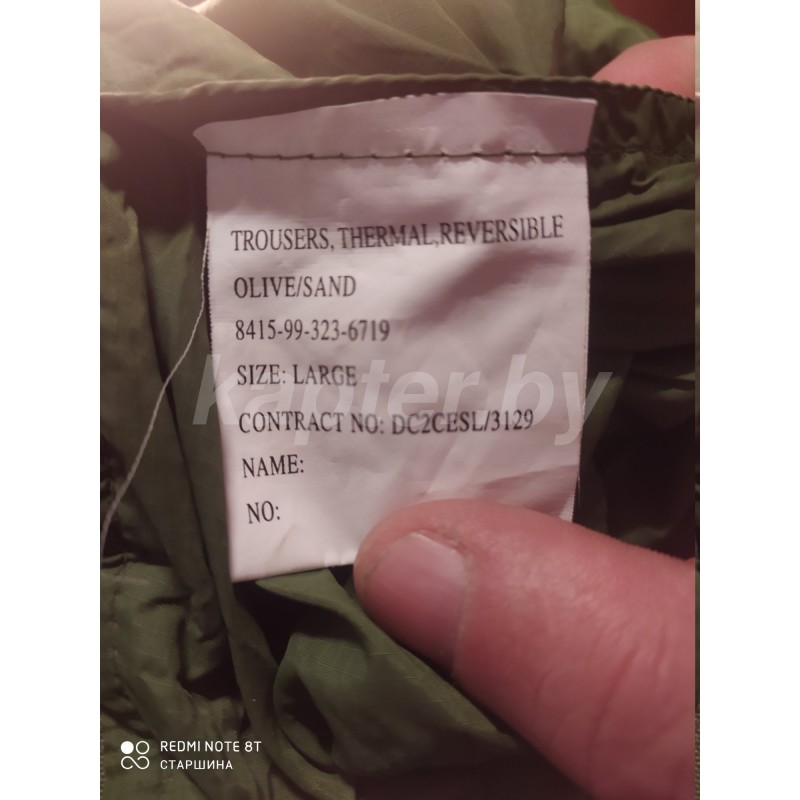 TROUSERS, THERMAL,REVERSIBLE
OLIVE/SAND
8415-99-323-6719
SIZE: LARGE
kapter.by
CONTRACT NO: DC2CESL/3129
NAME:
NO:
REDMI NOTE 8T
СТАРШИНА